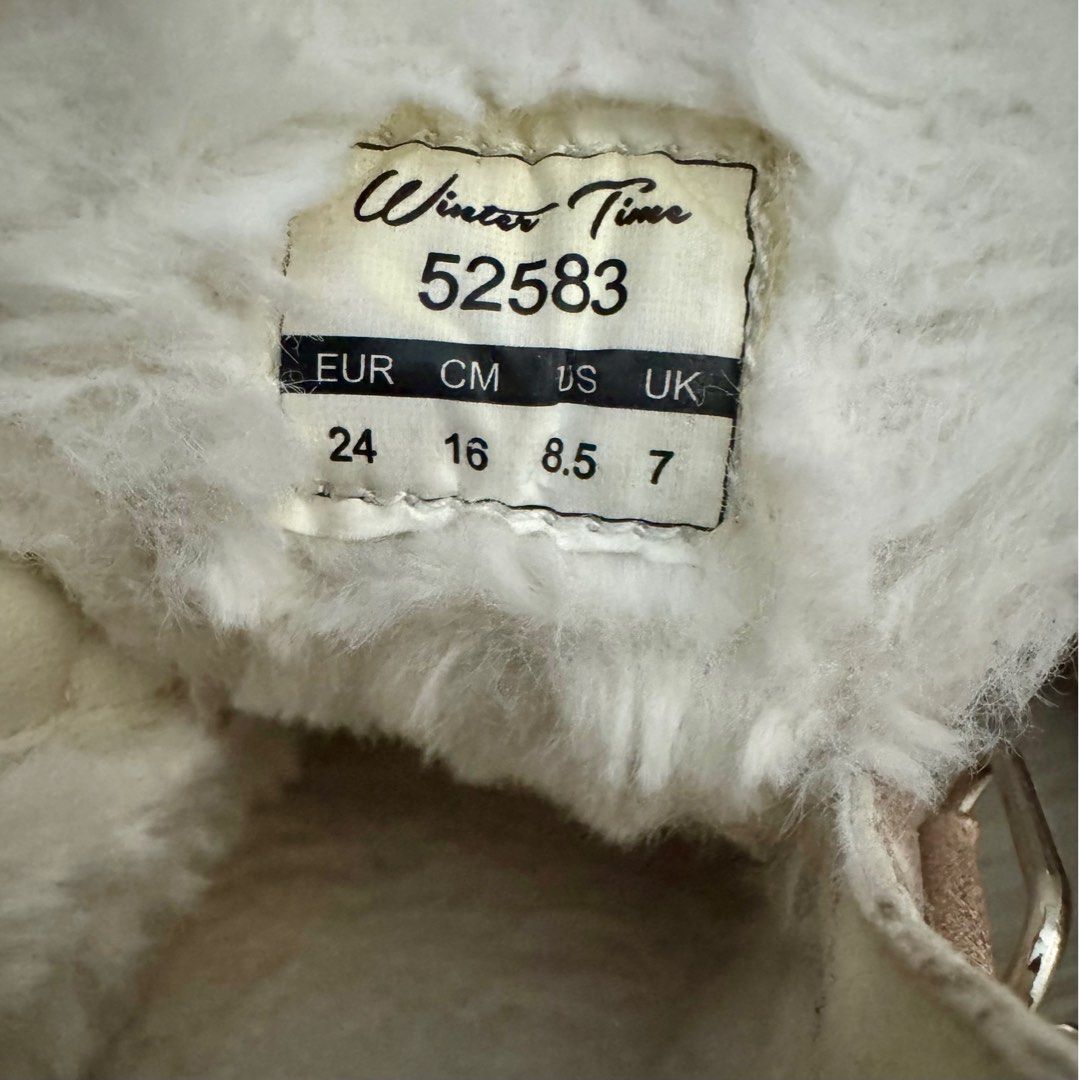 Winter Time
52583
EUR CM US UK
24 16 8.5 7